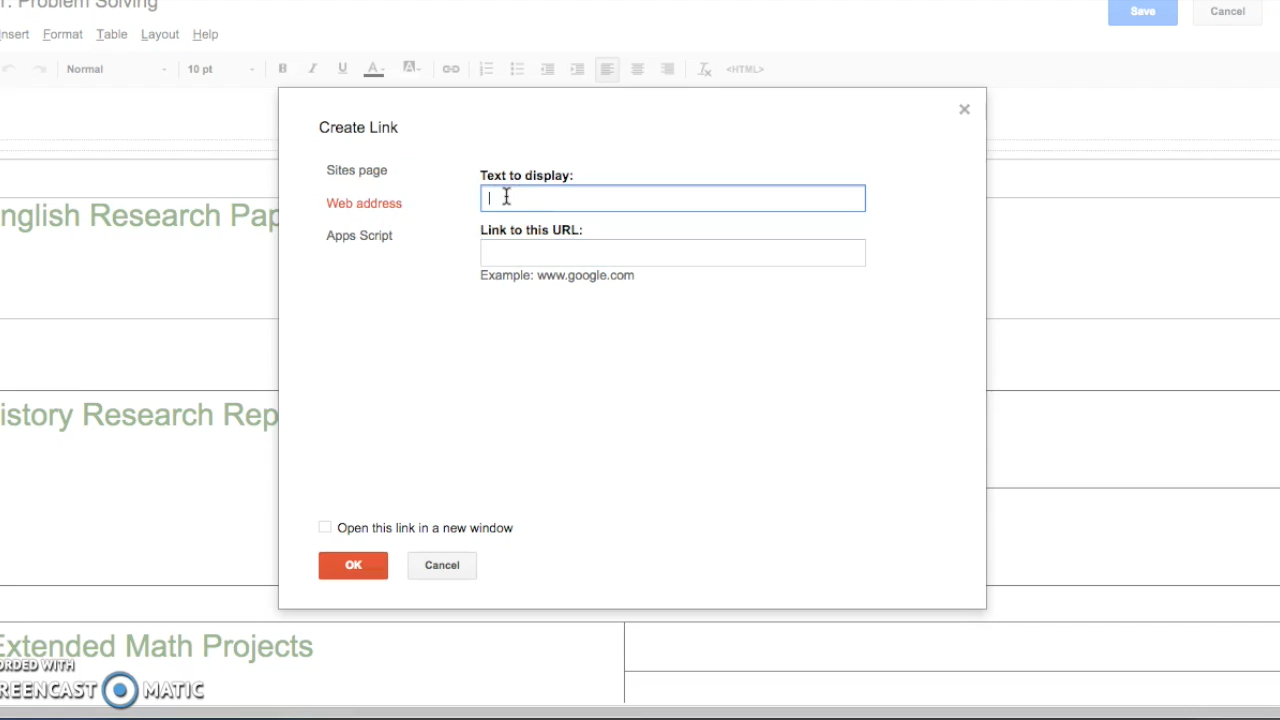 r. Problem Solving
Save
Cancel
nsert Format Table Layout Help
Normal 10 pt B I U A A <HTML>
Create Link
Sites page
Web address
Apps Script
Text to display:
Link to this URL:
Example: www.google.com
nglish Research Pap
istory Research Rep
Open this link in a new window
OK
Cancel
Extended Math Projects
ORDED WITH
REENCAST MATIC